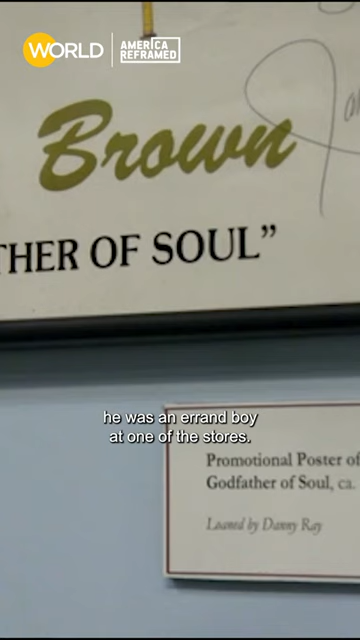 WORLD
AMERICA
REFRAMED
Brown
THER OF SOUL”
he was an errand boy
at one of the stores.
Promotional Poster of
Godfather of Soul, ca.
Loaned by Danny Ray